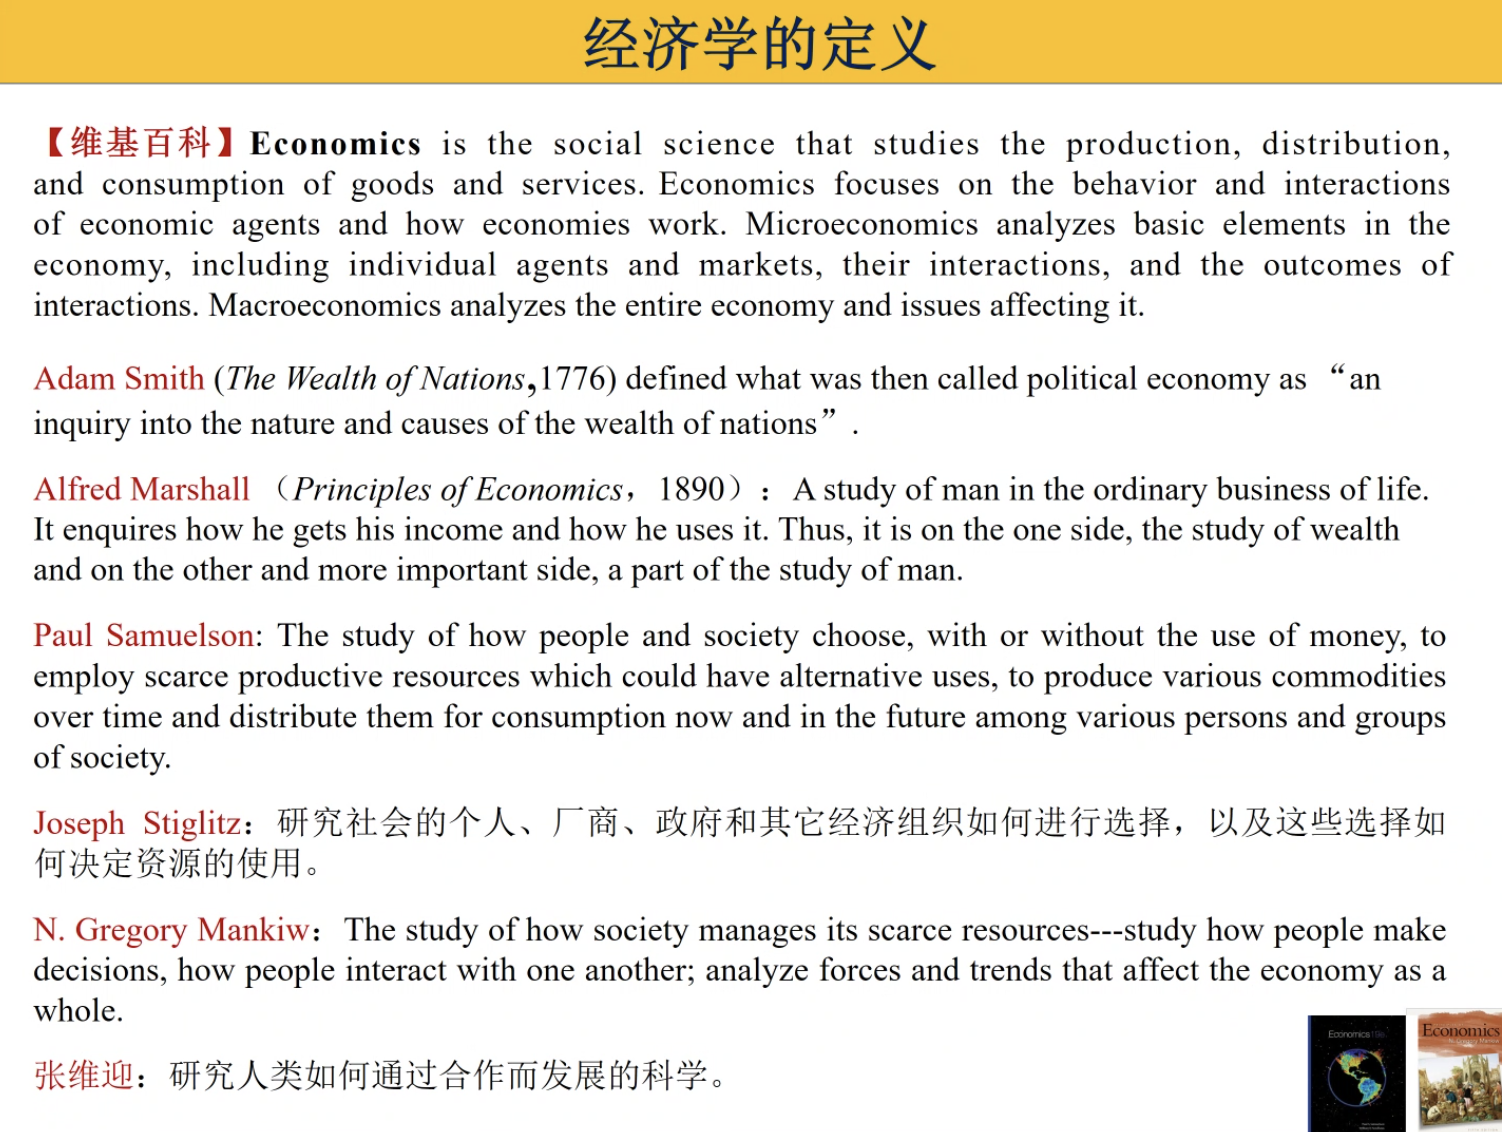 经济学的定义
【维基百科】Economics is the social science that studies the production, distribution,
and consumption of goods and services. Economics focuses on the behavior and interactions
of economic agents and how economies work. Microeconomics analyzes basic elements in the
economy, including individual agents and markets, their interactions, and the outcomes of
interactions. Macroeconomics analyzes the entire economy and issues affecting it.
Adam Smith (The Wealth of Nations,1776) defined what was then called political economy as “an
inquiry into the nature and causes of the wealth of nations”.
Alfred Marshall （Principles of Economics，1890）：A study of man in the ordinary business of life.
It enquires how he gets his income and how he uses it. Thus, it is on the one side, the study of wealth
and on the other and more important side, a part of the study of man.
Paul Samuelson: The study of how people and society choose, with or without the use of money, to
employ scarce productive resources which could have alternative uses, to produce various commodities
over time and distribute them for consumption now and in the future among various persons and groups
of society.
Joseph Stiglitz：研究社会的个人、厂商、政府和其它经济组织如何进行选择，以及这些选择如
何决定资源的使用。
N. Gregory Mankiw：The study of how society manages its scarce resources---study how people make
decisions, how people interact with one another; analyze forces and trends that affect the economy as a
whole.
张维迎：研究人类如何通过合作而发展的科学。
Economics
Economics
N. Gregory Mankiw